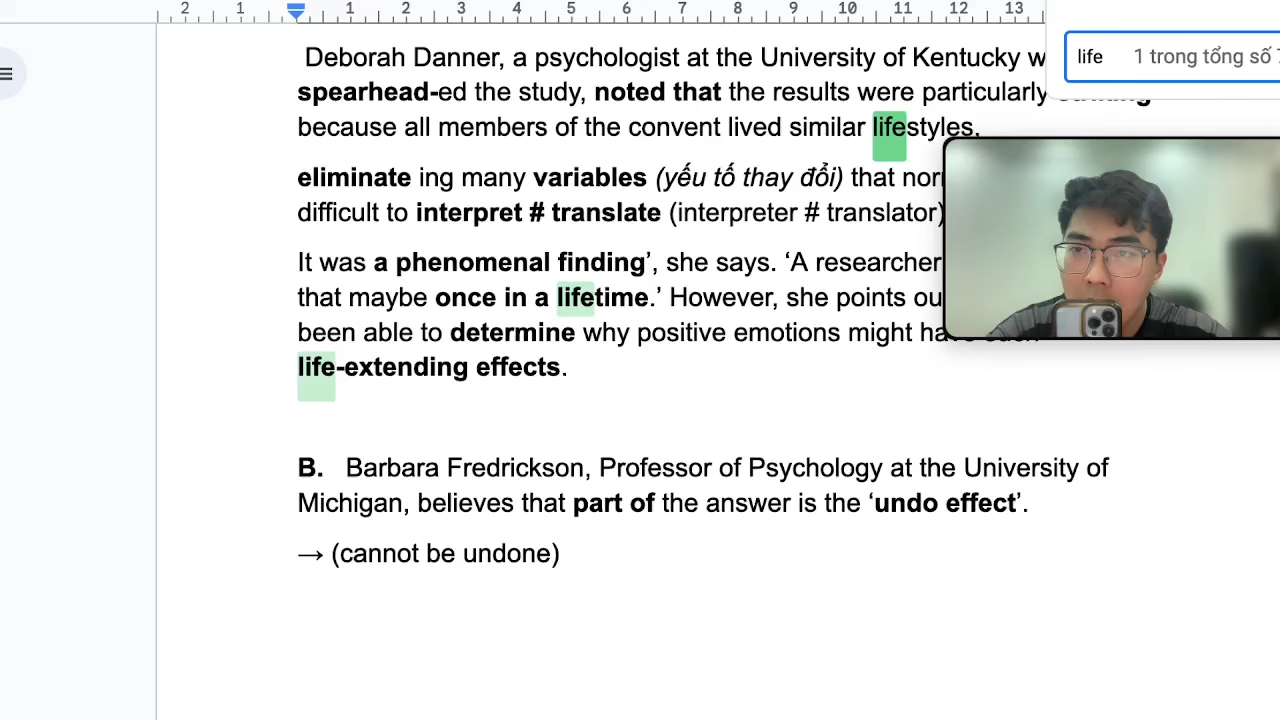 2 1 1 2 3 4 5 6 7 8 9 10 11 12 13
life 1 trong tổng số
Deborah Danner, a psychologist at the University of Kentucky
spearhead-ed the study, noted that the results were particularly
because all members of the convent lived similar lifestyles,
eliminate ing many variables (yếu tố thay đổi) that
difficult to interpret # translate (interpreter # translator)
It was a phenomenal finding’, she says. ‘A researcher
that maybe once in a lifetime.’ However, she points
been able to determine why positive emotions might
life-extending effects.
B. Barbara Fredrickson, Professor of Psychology at the University of
Michigan, believes that part of the answer is the ‘undo effect’.
→ (cannot be undone)